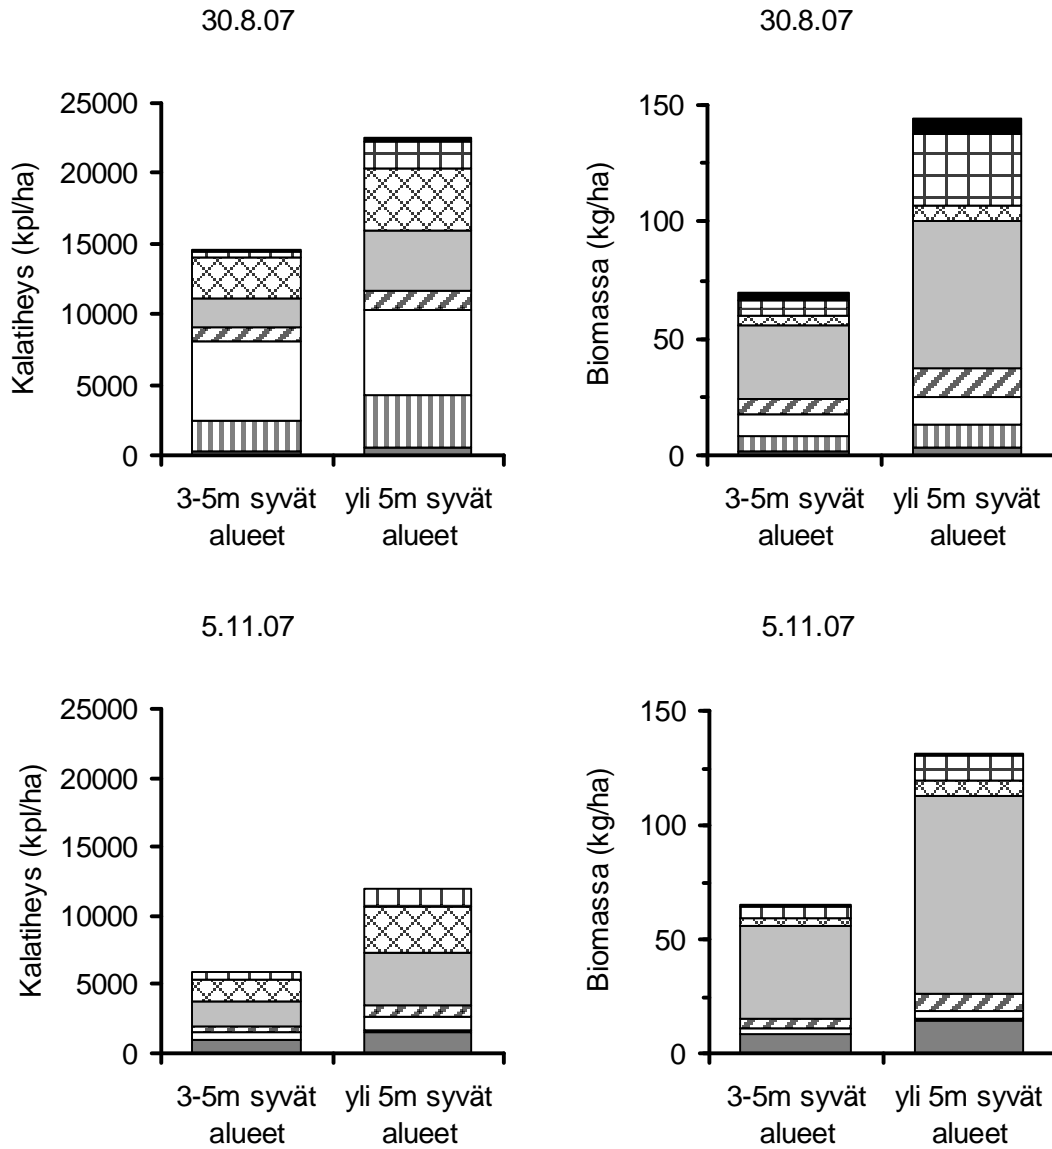 30.8.07
Kalatiheys (kpl/ha)
25000
20000
15000
10000
5000
0
3-5m syvät
alueet
yli 5m syvät
alueet
30.8.07
Biomassa (kg/ha)
150
100
50
0
3-5m syvät
alueet
yli 5m syvät
alueet
5.11.07
Kalatiheys (kpl/ha)
25000
20000
15000
10000
5000
0
3-5m syvät
alueet
yli 5m syvät
alueet
5.11.07
Biomassa (kg/ha)
150
100
50
0
3-5m syvät
alueet
yli 5m syvät
alueet